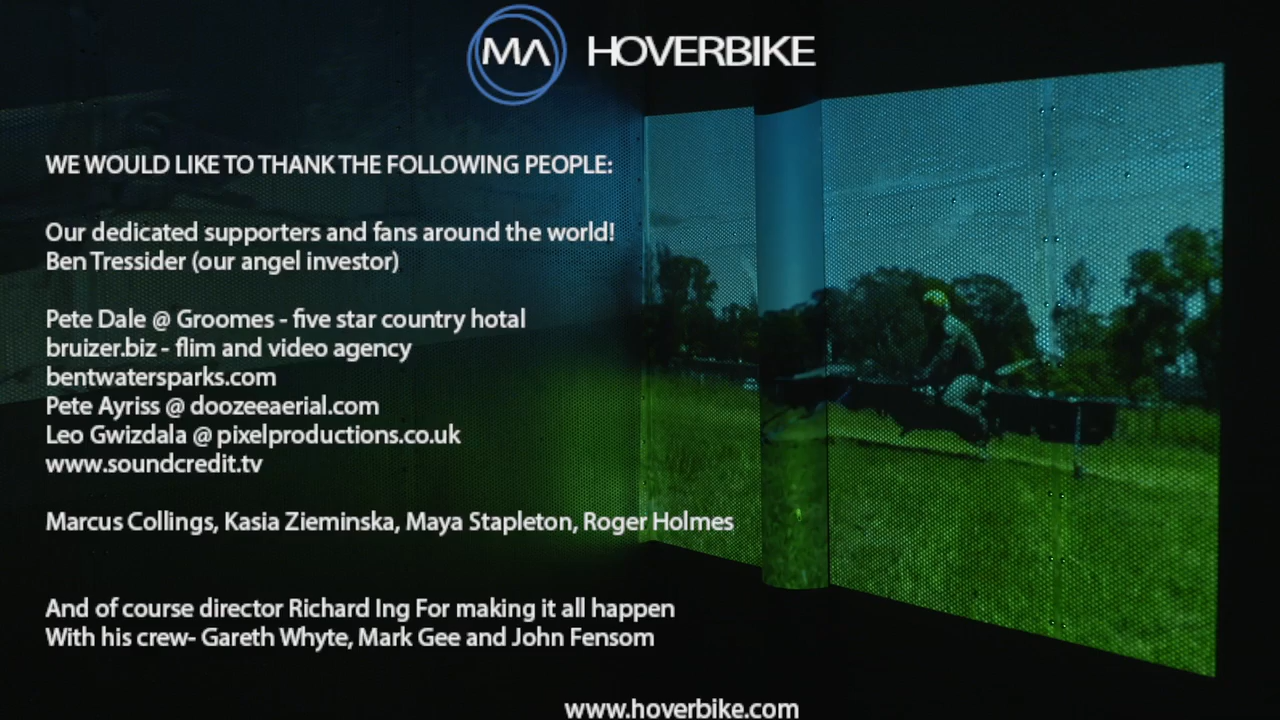 MA HOVERBIKE
WE WOULD LIKE TO THANK THE FOLLOWING PEOPLE:
Our dedicated supporters and fans around the world!
Ben Tressider (our angel investor)
Pete Dale @ Groomes - five star country hotal
bruizer.biz - flim and video agency
bentwatersparks.com
Pete Ayriss @ doozeeaerial.com
Leo Gwizdala @ pixelproductions.co.uk
www.soundcredit.tv
Marcus Collings, Kasia Zieminska, Maya Stapleton, Roger Holmes
And of course director Richard Ing For making it all happen
With his crew- Gareth Whyte, Mark Gee and John Fensom
www.hoverbike.com